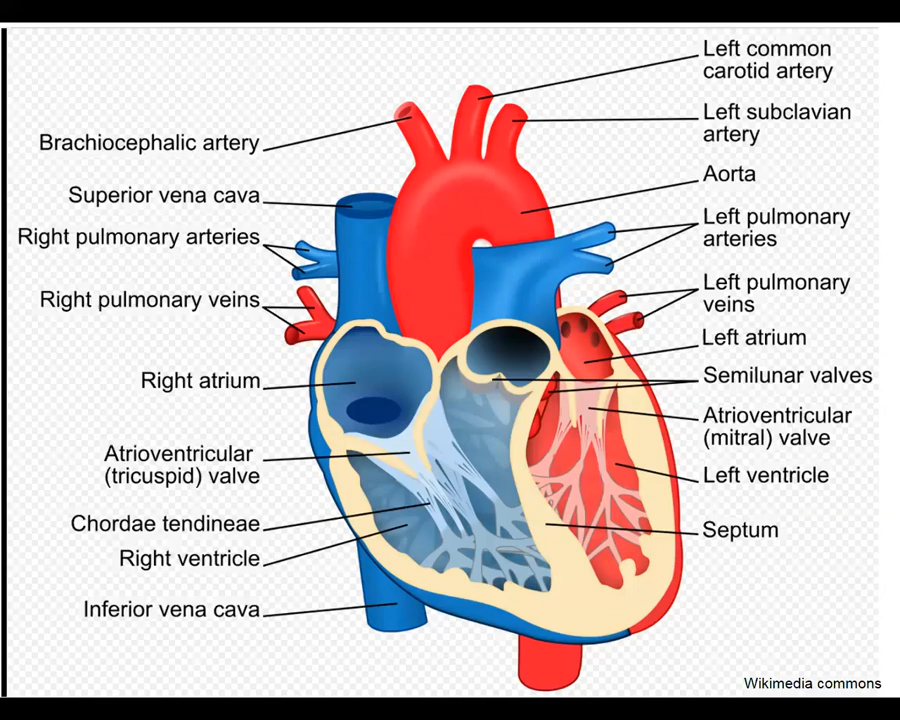 Left common
carotid artery
Left subclavian
artery
Brachiocephalic artery
Aorta
Superior vena cava
Left pulmonary
arteries
Right pulmonary arteries
Left pulmonary
veins
Right pulmonary veins
Left atrium
Semilunar valves
Right atrium
Atrioventricular
(mitral) valve
Atrioventricular
(tricuspid) valve
Left ventricle
Chordae tendineae
Septum
Right ventricle
Inferior vena cava
Wikimedia commons